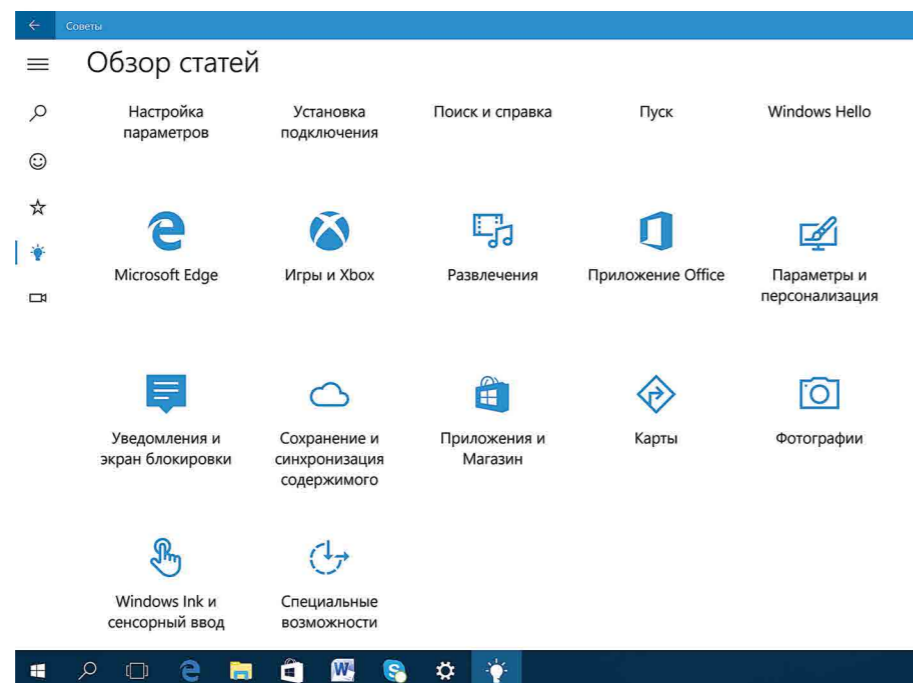 Советы
Обзор статей
Настройка
параметров
Установка
подключения
Поиск и справка
Пуск
Windows Hello
Microsoft Edge
Игры и Xbox
Развлечения
Приложение Office
Параметры и
персонализация
Уведомления и
экран блокировки
Сохранение и
синхронизация
содержимого
Приложения и
Магазин
Карты
Фотографии
Windows Ink и
сенсорный ввод
Специальные
возможности